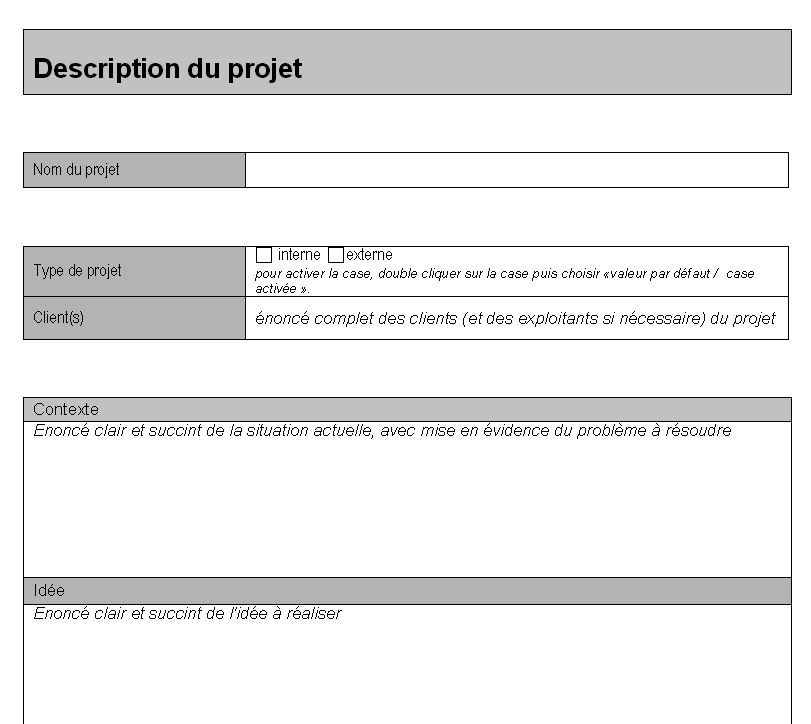 Description du projet
Nom du projet
Type de projet
interne externe
pour activer la case, double cliquer sur la case puis choisir «valeur par défaut / case
activée ».
Client(s)
énoncé complet des clients (et des exploitants si nécessaire) du projet
Contexte
Enoncé clair et succint de la situation actuelle, avec mise en évidence du problème à résoudre
Idée
Enoncé clair et succint de l'idée à réaliser